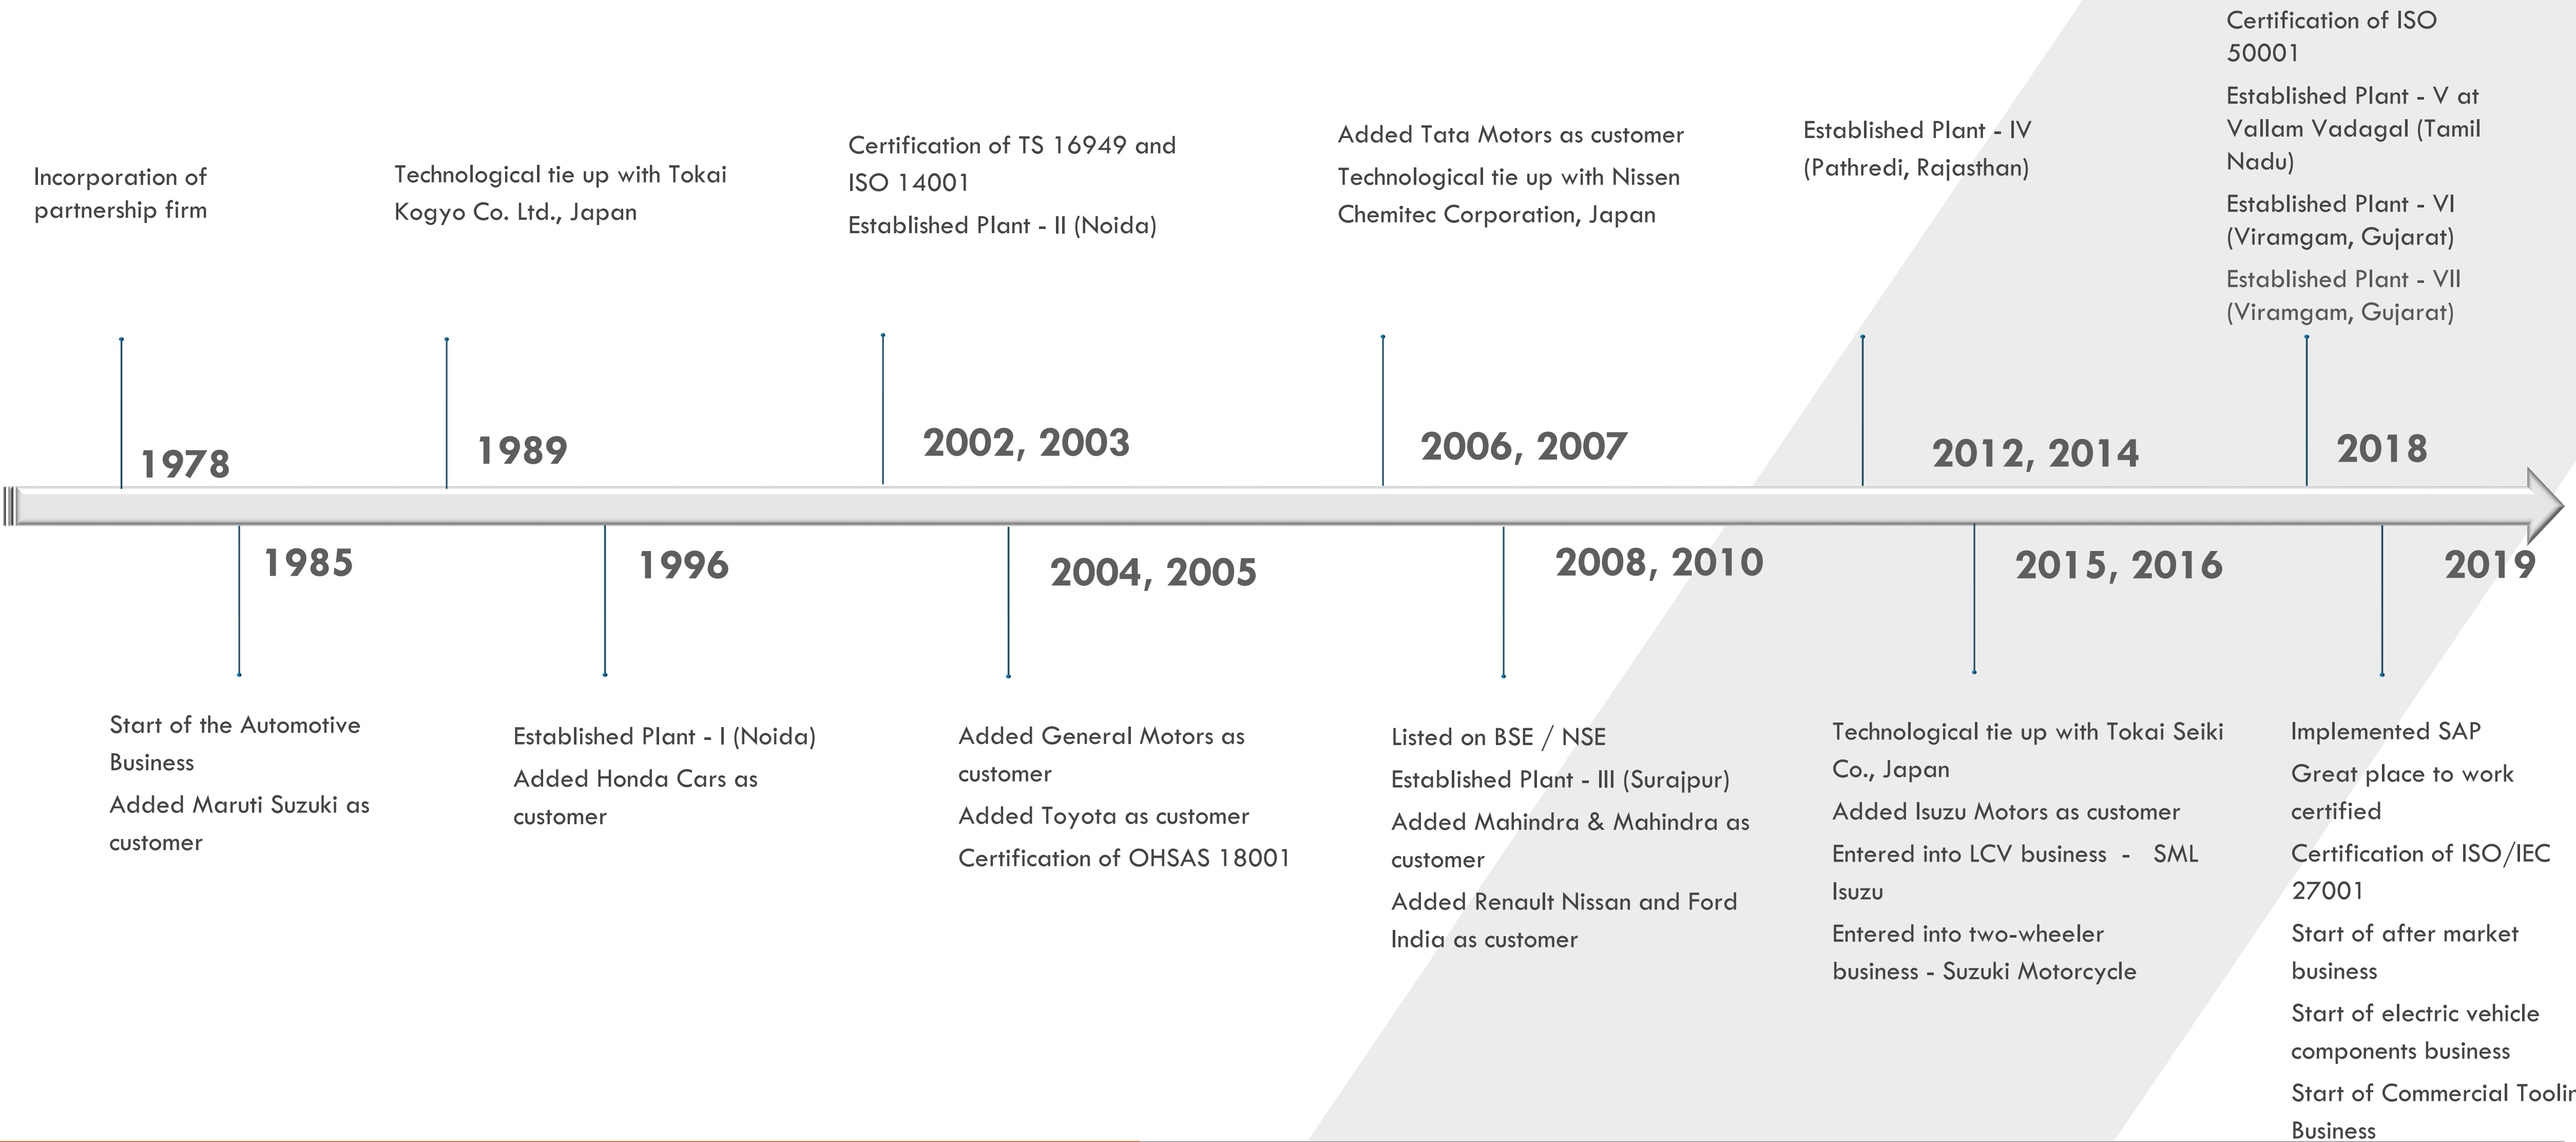 Incorporation of
partnership firm
1978
Technological tie up with Tokai
Kogyo Co. Ltd., Japan
1989
Certification of TS 16949 and
ISO 14001
Established Plant - II (Noida)
2002, 2003
Added Tata Motors as customer
Technological tie up with Nissen
Chemitec Corporation, Japan
2006, 2007
Established Plant - IV
(Pathredi, Rajasthan)
2012, 2014
Certification of ISO
50001
Established Plant - V at
Vallam Vadagal (Tamil
Nadu)
Established Plant - VI
(Viramgam, Gujarat)
Established Plant - VII
(Viramgam, Gujarat)
2018
1985
Start of the Automotive
Business
Added Maruti Suzuki as
customer
1996
Established Plant - I (Noida)
Added Honda Cars as
customer
2004, 2005
Added General Motors as
customer
Added Toyota as customer
Certification of OHSAS 18001
2008, 2010
Listed on BSE / NSE
Established Plant - III (Surajpur)
Added Mahindra & Mahindra as
customer
Added Renault Nissan and Ford
India as customer
2015, 2016
Technological tie up with Tokai Seiki
Co., Japan
Added Isuzu Motors as customer
Entered into LCV business - SML
Isuzu
Entered into two-wheeler
business - Suzuki Motorcycle
2019
Implemented SAP
Great place to work
certified
Certification of ISO/IEC
27001
Start of after market
business
Start of electric vehicle
components business
Start of Commercial Toolin
Business